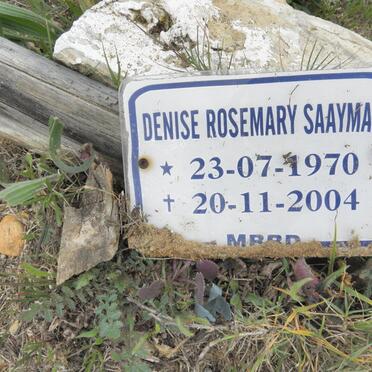 DENISE ROSEMARY SAAYMA
★ 23-07-1970
† 20-11-2004